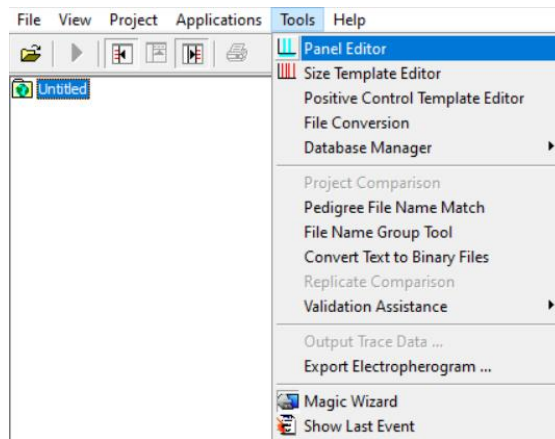 File View Project Applications Tools Help
Untitled
Panel Editor
Size Template Editor
Positive Control Template Editor
File Conversion
Database Manager
Project Comparison
Pedigree File Name Match
File Name Group Tool
Convert Text to Binary Files
Replicate Comparison
Validation Assistance
Output Trace Data ...
Export Electropherogram ...
Magic Wizard
Show Last Event